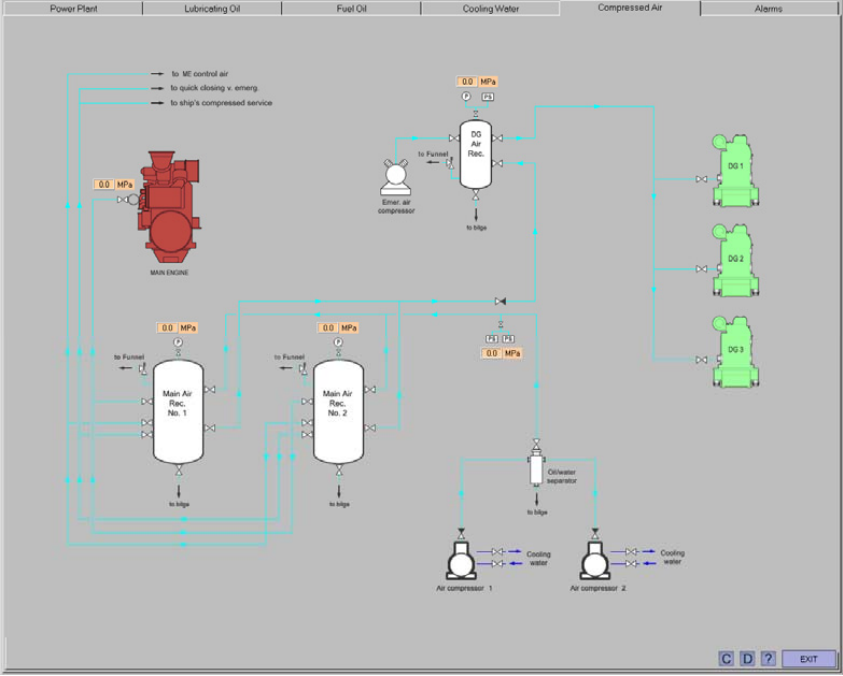 Power Plant
Lubricating Oil
Fuel Oil
Cooling Water
Compressed Air
Alarms
to ME control air
to quick closing v. emerg.
to ship's compressed service
0.0 MPa
P
PS
DG
Air
Rec.
to Funnel
Emer. air
compressor
to bilge
0.0 MPa
MAIN ENGINE
DG 1
DG 2
DG 3
0.0 MPa
P
to Funnel
Main Air
Rec.
No. 1
to bilge
0.0 MPa
P
to Funnel
Main Air
Rec.
No. 2
to bilge
PS PS
0.0 MPa
Oil/water
separator
to bilge
Cooling
water
Air compressor 1
Cooling
water
Air compressor 2
C D ? EXIT